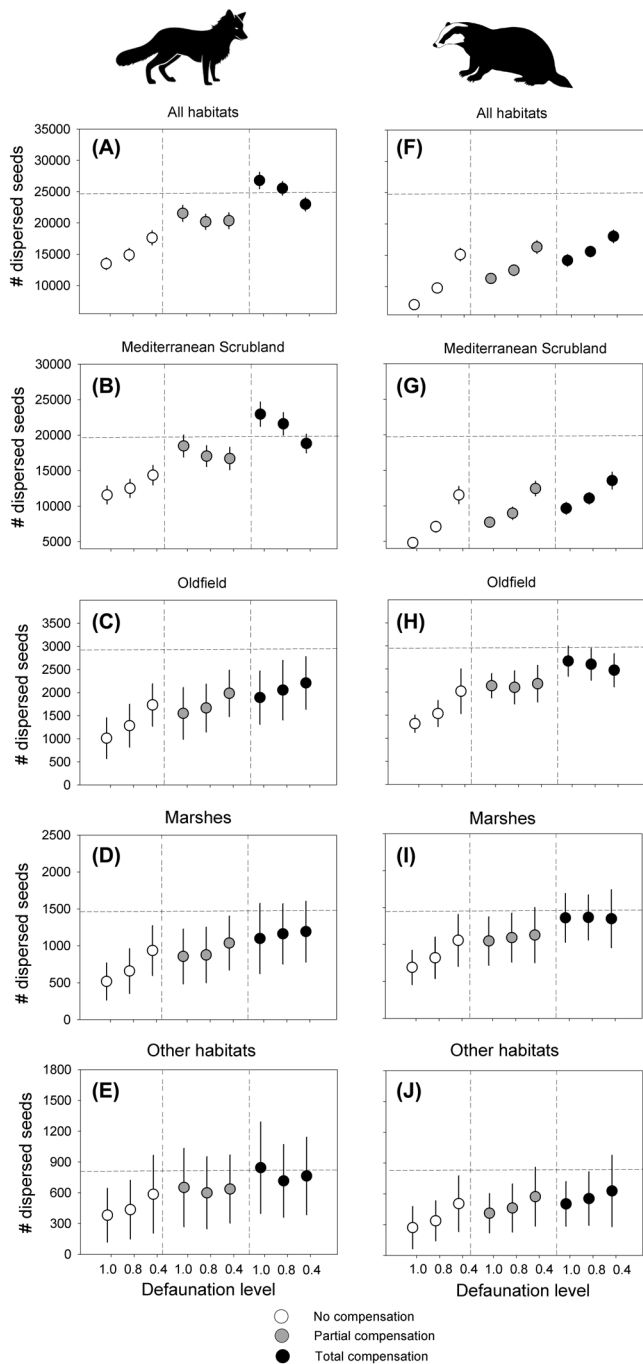 All habitats
All habitats
(A)
(F)
# dispersed seeds
35000
30000
25000
20000
15000
10000
Mediterranean Scrubland
Mediterranean Scrubland
(B)
(G)
# dispersed seeds
30000
25000
20000
15000
10000
5000
Oldfield
Oldfield
(C)
(H)
# dispersed seeds
4000
3500
3000
2500
2000
1500
1000
500
0
Marshes
Marshes
(D)
(I)
# dispersed seeds
2500
2000
1500
1000
500
0
Other habitats
Other habitats
(E)
(J)
# dispersed seeds
1800
1500
1200
900
600
300
0
1.0 0.8 0.4 1.0 0.8 0.4 1.0 0.8 0.4
1.0 0.8 0.4 1.0 0.8 0.4 1.0 0.8 0.4
Defaunation level
Defaunation level
No compensation
Partial compensation
Total compensation